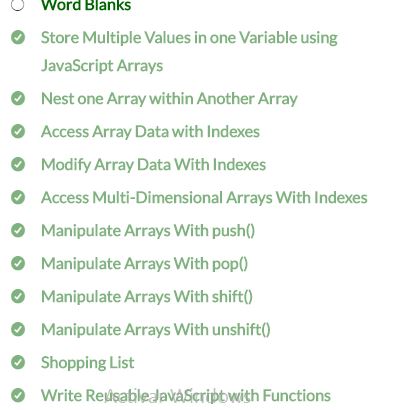 Word Blanks
Store Multiple Values in one Variable using
JavaScript Arrays
Nest one Array within Another Array
Access Array Data with Indexes
Modify Array Data With Indexes
Access Multi-Dimensional Arrays With Indexes
Manipulate Arrays With push()
Manipulate Arrays With pop()
Manipulate Arrays With shift()
Manipulate Arrays With unshift()
Shopping List
Write Reusable JavaScript with Functions
Activar Windows